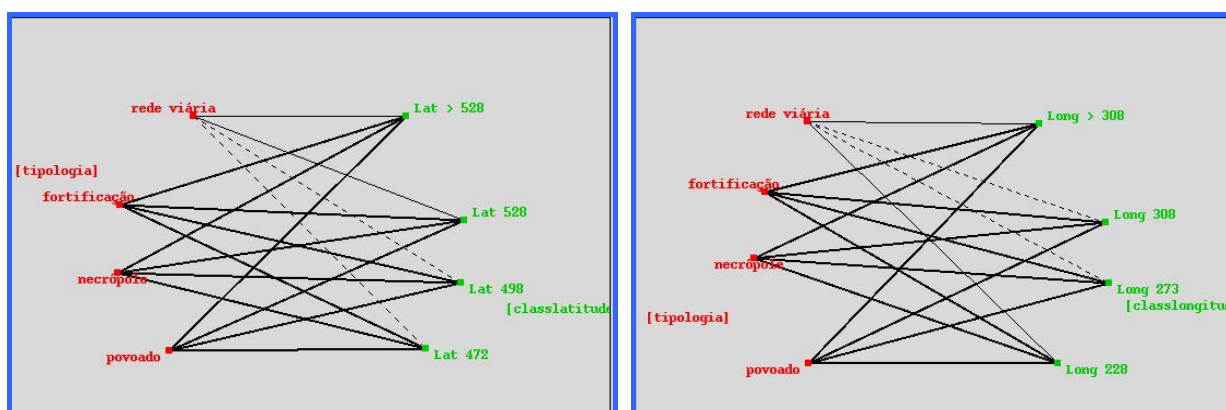 rede viária
Lat > 528
[tipologia]
fortificação
Lat 528
necrópole
Lat 498
[classlatitude
povoado
Lat 472
rede viária
Long > 308
fortificação
Long 308
necrópole
Long 273
[classlongitu
[tipologia]
povoado
Long 228